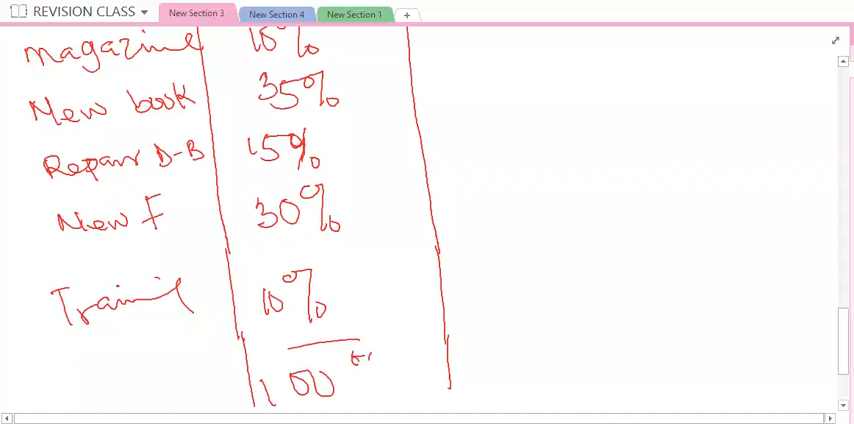 REVISION CLASS New Section 3 New Section 4 New Section 1
Magazine 10%
New book 35%
Repair D-B 15%
New F 30%
Training 10%
100